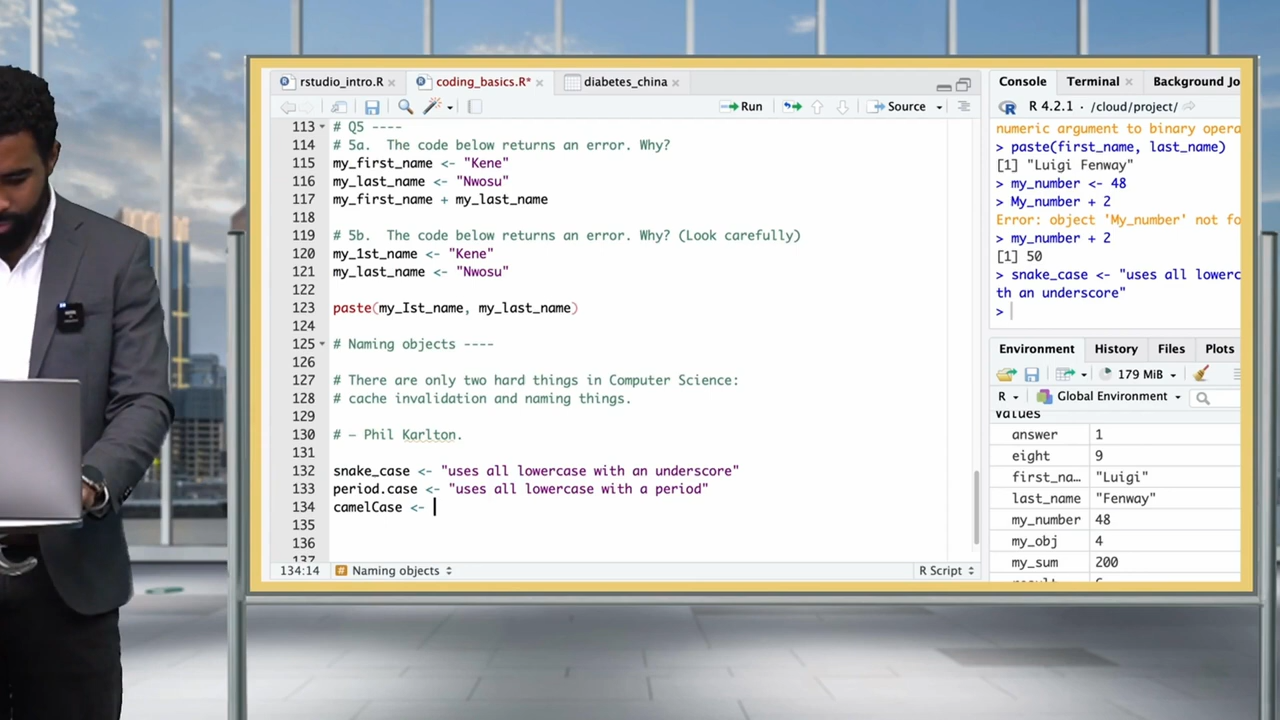 rstudio_intro.R
coding_basics.R*
diabetes_china
Run
Source
113 # Q5 ----
114 # 5a.  The code below returns an error. Why?
115 my_first_name <- "Kene"
116 my_last_name <- "Nwosu"
117 my_first_name + my_last_name
118
119 # 5b.  The code below returns an error. Why? (Look carefully)
120 my_1st_name <- "Kene"
121 my_last_name <- "Nwosu"
122
123 paste(my_Ist_name, my_last_name)
124
125 # Naming objects ----
126
127 # There are only two hard things in Computer Science:
128 # cache invalidation and naming things.
129
130 # — Phil Karlton.
131
132 snake_case <- "uses all lowercase with an underscore"
133 period.case <- "uses all lowercase with a period"
134 camelCase <-
135
136
137
134:14 # Naming objects R Script
Console Terminal Background Jo
R 4.2.1 · /cloud/project/
numeric argument to binary opera
> paste(first_name, last_name)
[1] "Luigi Fenway"
> my_number <- 48
> My_number + 2
Error: object 'My_number' not fo
> my_number + 2
[1] 50
> snake_case <- "uses all lowerc
th an underscore"
>
Environment History Files Plots
179 MiB
R Global Environment
Values
answer 1
eight 9
first_na… "Luigi"
last_name "Fenway"
my_number 48
my_obj 4
my_sum 200